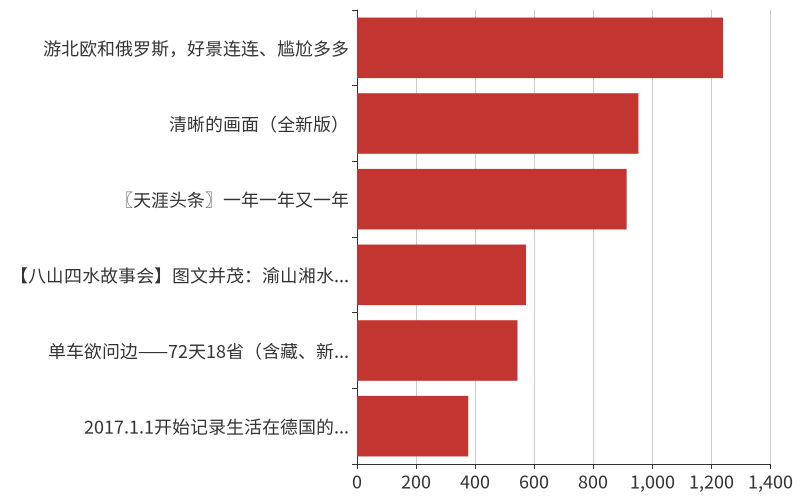 游北欧和俄罗斯，好景连连、尴尬多多
清晰的画面（全新版）
〖天涯头条〗一年一年又一年
【八山四水故事会】图文并茂：渝山湘水...
单车欲问边——72天18省（含藏、新...
2017.1.1开始记录生活在德国的...
0 200 400 600 800 1,000 1,200 1,400